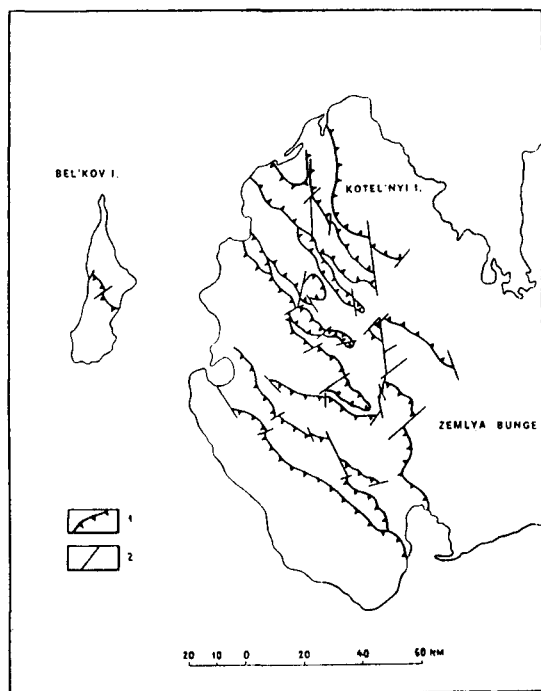 BEL'KOV I.
KOTEL'NYI I.
ZEMLYA BUNGE
1
2
20 10 0 20 40 60 KM